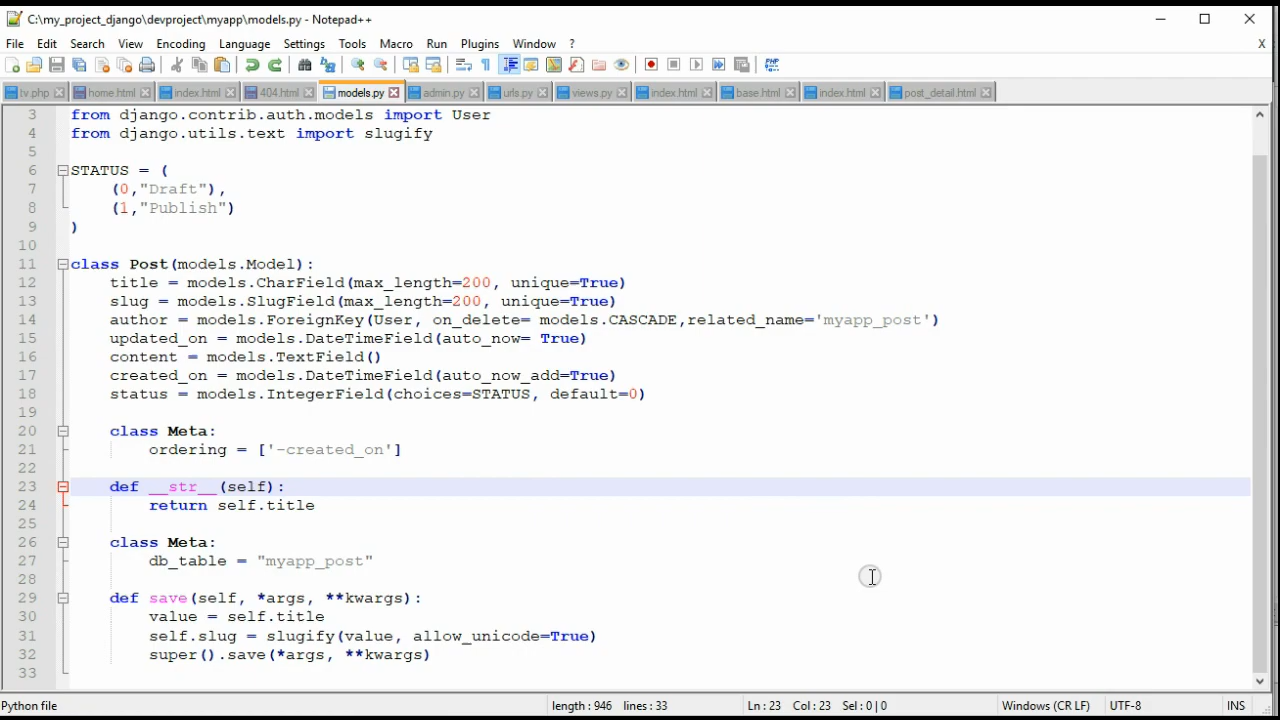 C:\my_project_django\devproject\myapp\models.py - Notepad++
File Edit Search View Encoding Language Settings Tools Macro Run Plugins Window ? X
tv.php home.html index.html 404.html models.py admin.py urls.py views.py index.html base.html index.html post_detail.html
3 from django.contrib.auth.models import User
4 from django.utils.text import slugify
5
6 STATUS = (
7 (0,"Draft"),
8 (1,"Publish")
9 )
10
11 class Post(models.Model):
12 title = models.CharField(max_length=200, unique=True)
13 slug = models.SlugField(max_length=200, unique=True)
14 author = models.ForeignKey(User, on_delete= models.CASCADE,related_name='myapp_post')
15 updated_on = models.DateTimeField(auto_now= True)
16 content = models.TextField()
17 created_on = models.DateTimeField(auto_now_add=True)
18 status = models.IntegerField(choices=STATUS, default=0)
19
20 class Meta:
21 ordering = ['-created_on']
22
23 def __str__(self):
24 return self.title
25
26 class Meta:
27 db_table = "myapp_post"
28
29 def save(self, *args, **kwargs):
30 value = self.title
31 self.slug = slugify(value, allow_unicode=True)
32 super().save(*args, **kwargs)
33
Python file length : 946 lines : 33 Ln : 23 Col : 23 Sel : 0 | 0 Windows (CR LF) UTF-8 INS